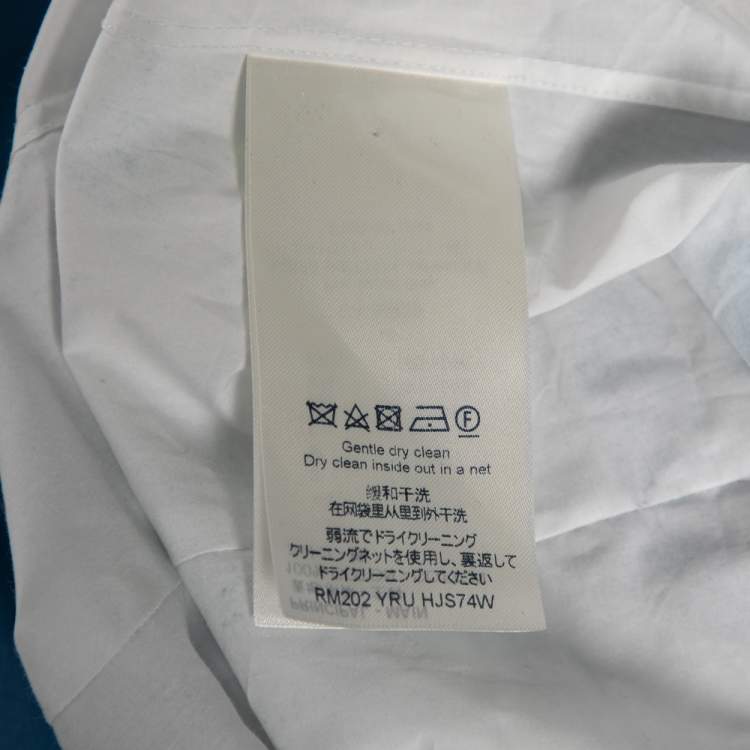 F
Gentle dry clean
Dry clean inside out in a net
缓和干洗
在网袋里从里到外干洗
弱流でドライクリーニング
クリーニングネットを使用し、裏返して
ドライクリーニングしてください
RM202 YRU HJS74W
PRINCIPAL - MAIN
100%